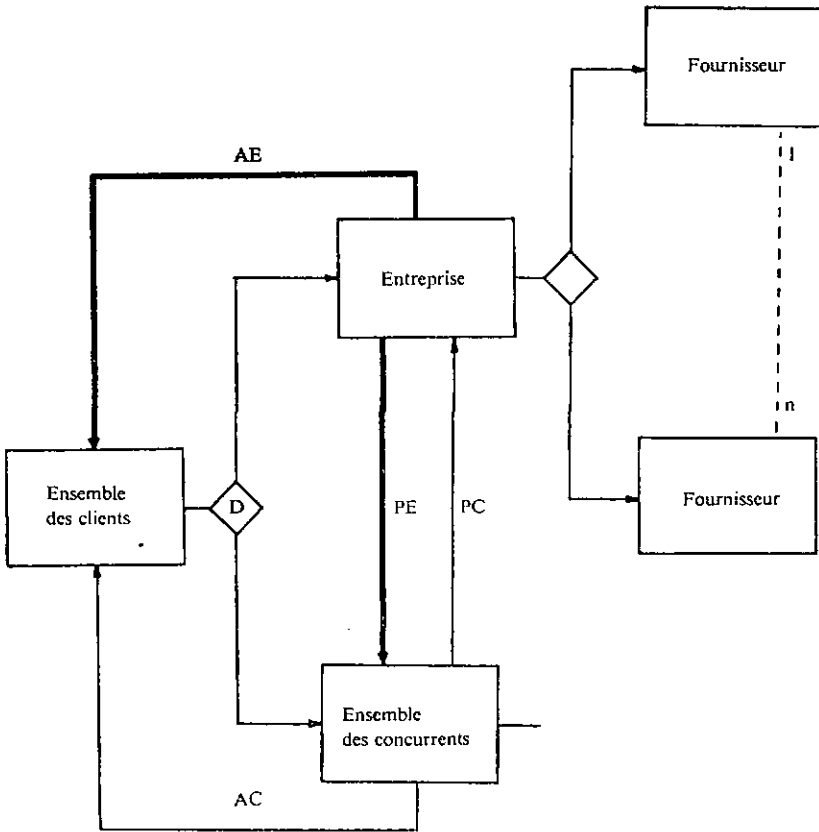 Fournisseur
1
AE
Entreprise
n
Ensemble
des clients
D
PE
PC
Fournisseur
Ensemble
des concurrents
AC